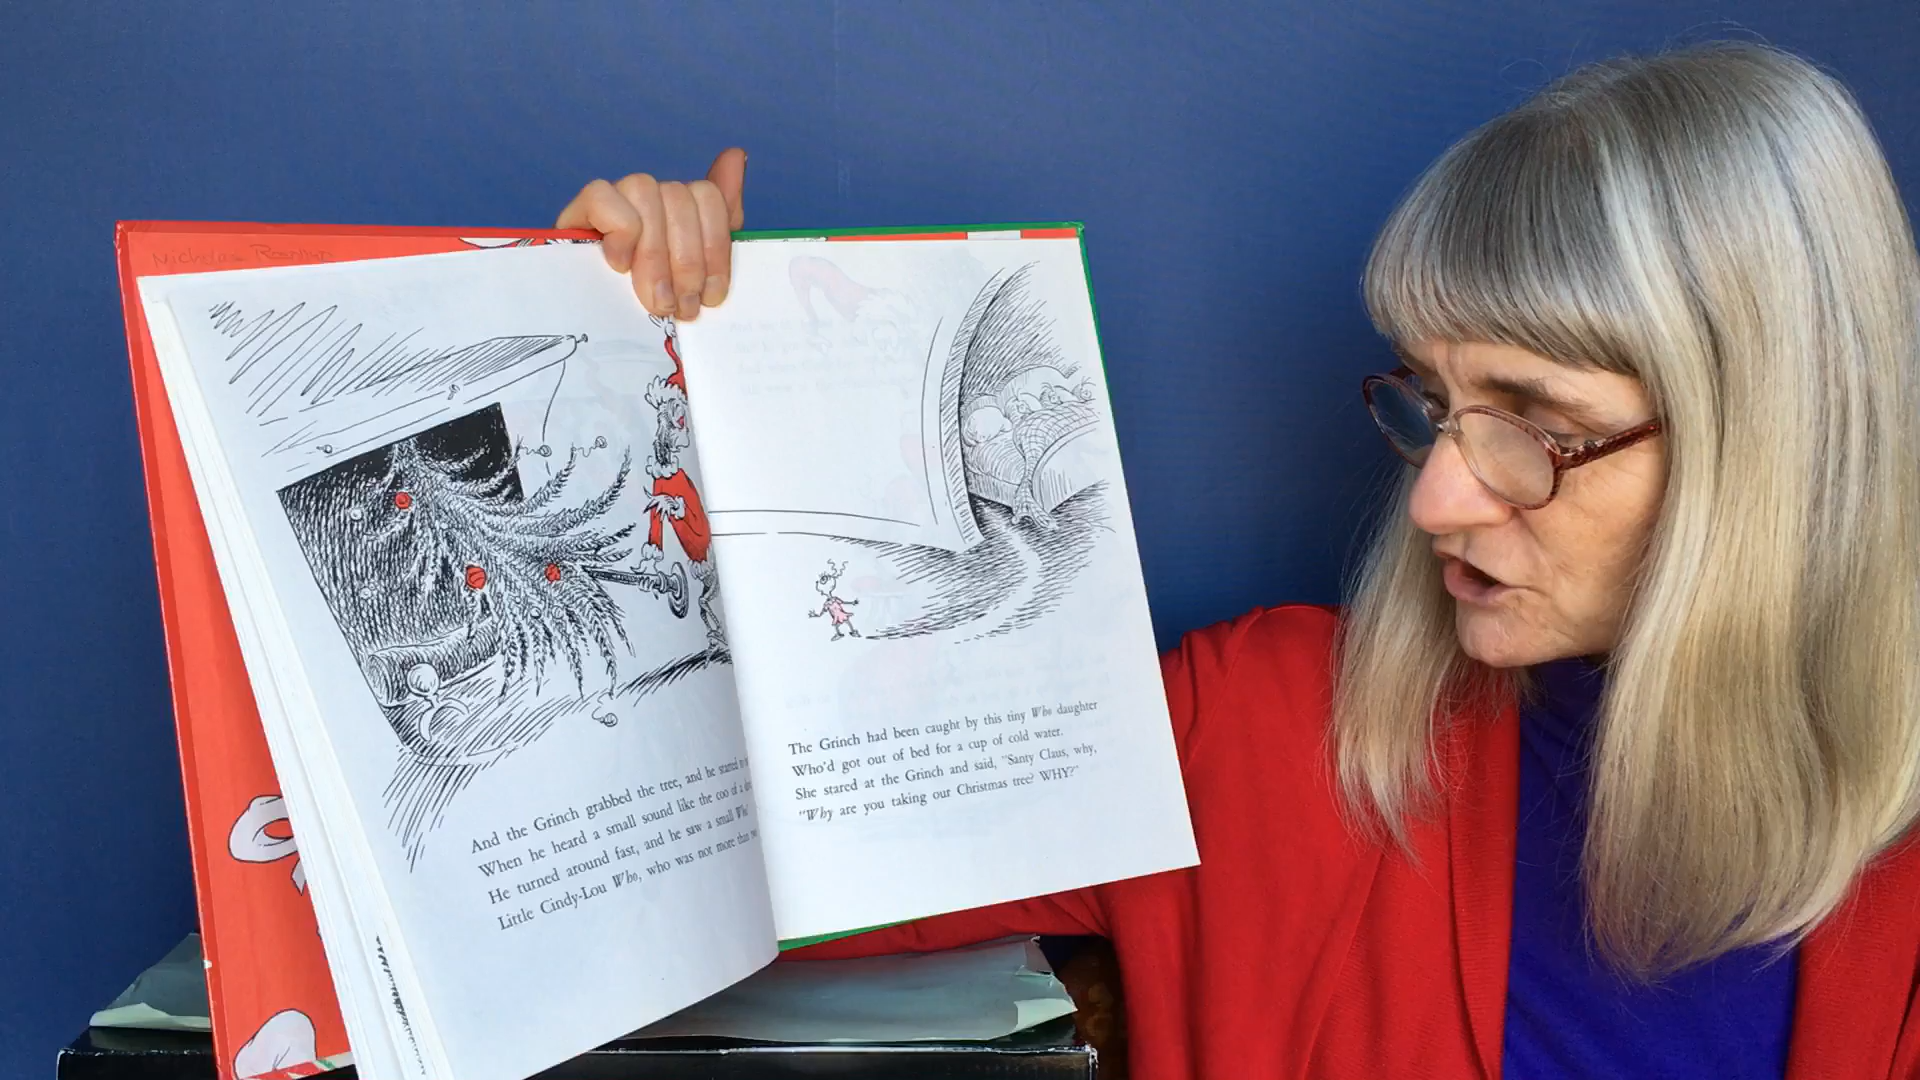 Nicholas
And the Grinch grabbed the tree, and he started to
When he heard a small sound like the coo of a
He turned around fast, and he saw a small Who!
Little Cindy-Lou Who, who was not more than
The Grinch had been caught by this tiny Who daughter
Who'd got out of bed for a cup of cold water.
She stared at the Grinch and said, "Santy Claus, why,
"Why are you taking our Christmas tree? WHY?"